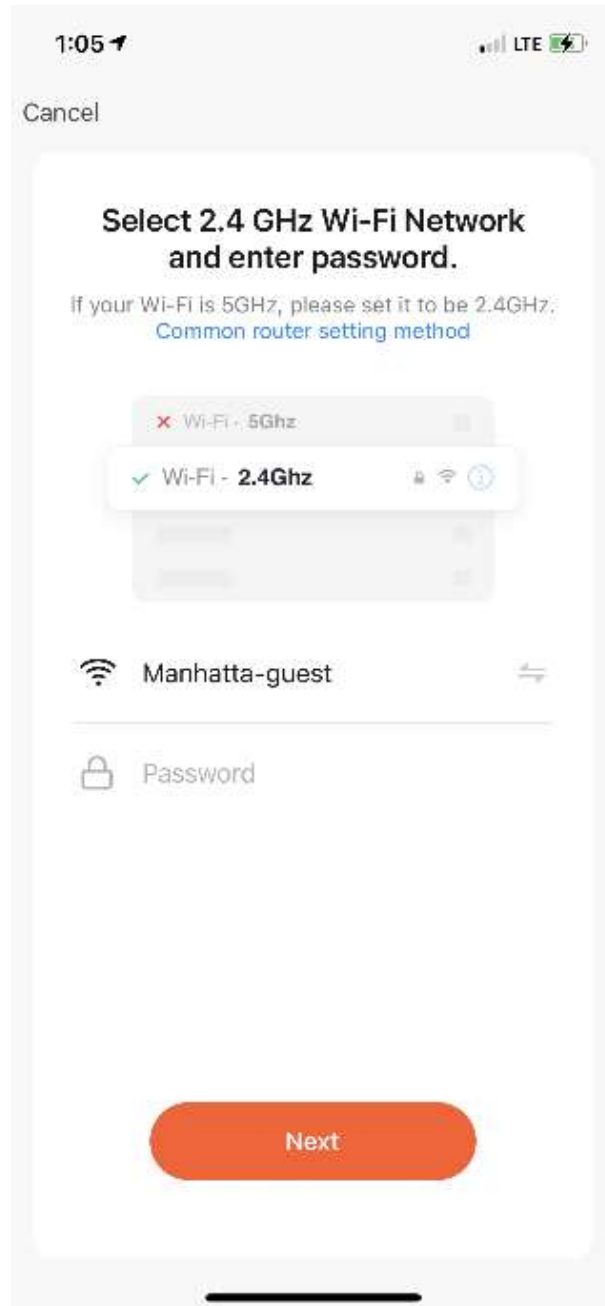 1:05
LTE
Cancel
Select 2.4 GHz Wi-Fi Network
and enter password.
If your Wi-Fi is 5GHz, please set it to be 2.4GHz.
Common router setting method
Wi-Fi - 5Ghz
Wi-Fi - 2.4Ghz
Manhatta-guest
Password
Next